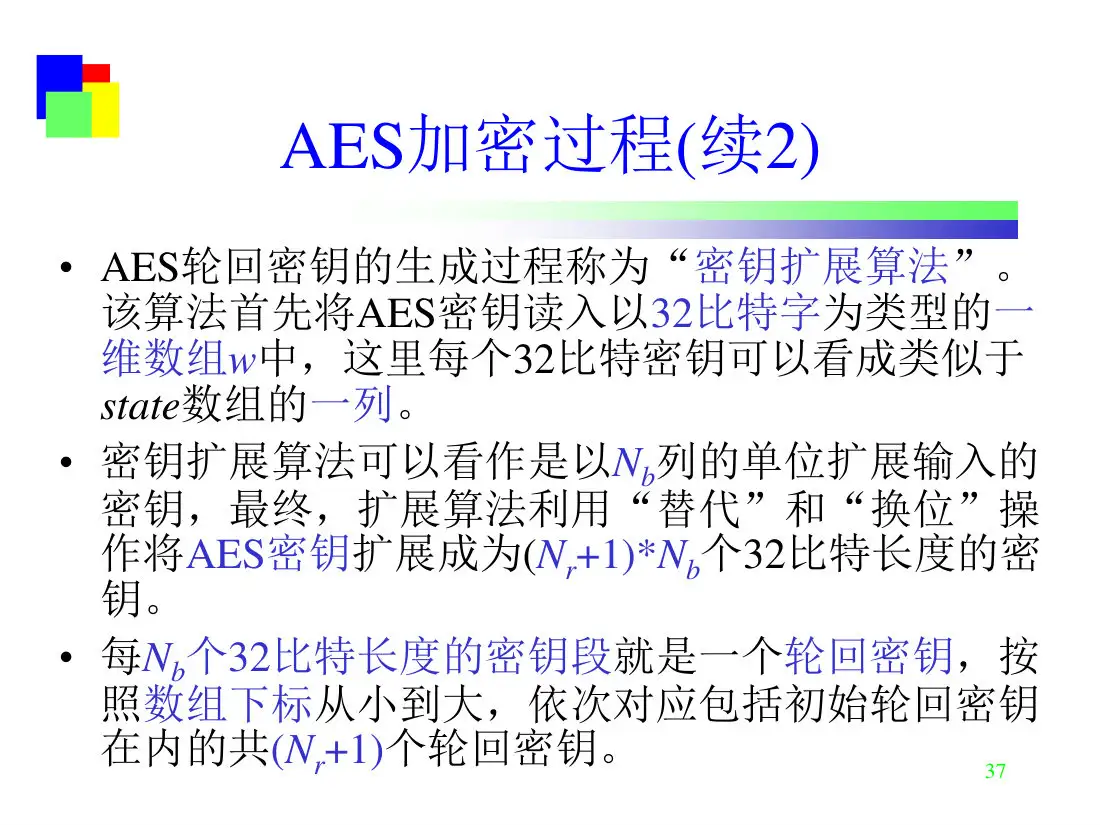 AES加密过程(续2)
• AES轮回密钥的生成过程称为“密钥扩展算法”。
该算法首先将AES密钥读入以32比特字为类型的一
维数组w中，这里每个32比特密钥可以看成类似于
state数组的一列。
• 密钥扩展算法可以看作是以Nb列的单位扩展输入的
密钥，最终，扩展算法利用“替代”和“换位”操
作将AES密钥扩展成为(Nr+1)*Nb个32比特长度的密
钥。
• 每Nb个32比特长度的密钥段就是一个轮回密钥，按
照数组下标从小到大，依次对应包括初始轮回密钥
在内的共(Nr+1)个轮回密钥。
37